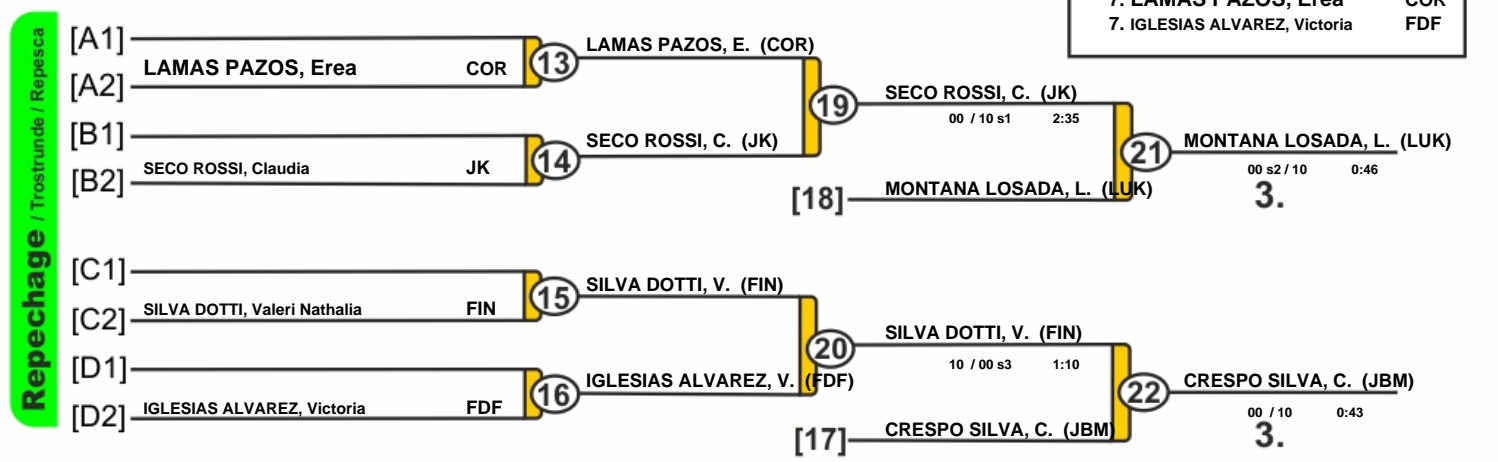 7. LAMAS PAZOS, Erea COR
7. IGLESIAS ALVAREZ, Victoria FDF
Repechage / Trostrunde / Repesca
[A1]
LAMAS PAZOS, Erea COR
[A2]
13
LAMAS PAZOS, E. (COR)
[B1]
SECO ROSSI, Claudia JK
[B2]
14
SECO ROSSI, C. (JK)
19
SECO ROSSI, C. (JK)
00 / 10 s1 2:35
[18]
MONTANA LOSADA, L. (LUK)
21
MONTANA LOSADA, L. (LUK)
00 s2 / 10 0:46
3.
[C1]
SILVA DOTTI, Valeri Nathalia FIN
[C2]
15
SILVA DOTTI, V. (FIN)
[D1]
IGLESIAS ALVAREZ, Victoria FDF
[D2]
16
IGLESIAS ALVAREZ, V. (FDF)
20
SILVA DOTTI, V. (FIN)
10 / 00 s3 1:10
[17]
CRESPO SILVA, C. (JBM)
22
CRESPO SILVA, C. (JBM)
00 / 10 0:43
3.